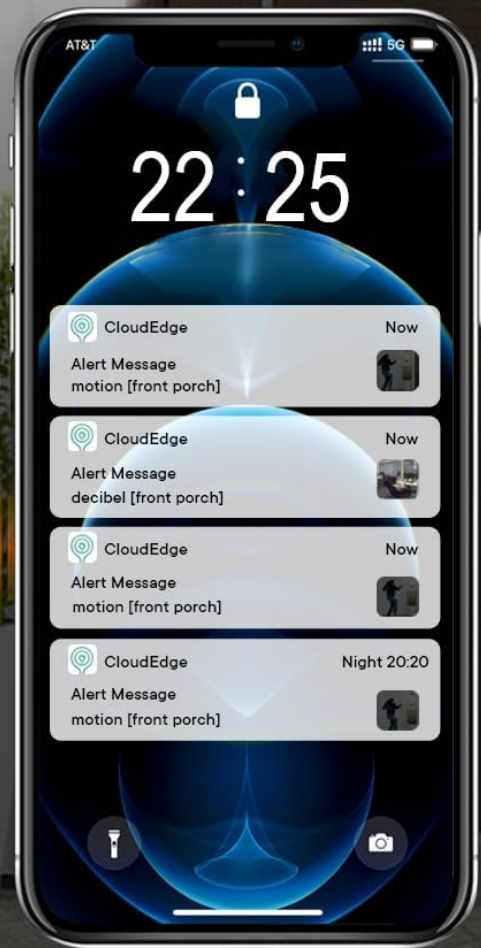 AT&T
5G
22:25
CloudEdge Now
Alert Message
motion [front porch]
CloudEdge Now
Alert Message
decibel [front porch]
CloudEdge Now
Alert Message
motion [front porch]
CloudEdge Night 20:20
Alert Message
motion [front porch]